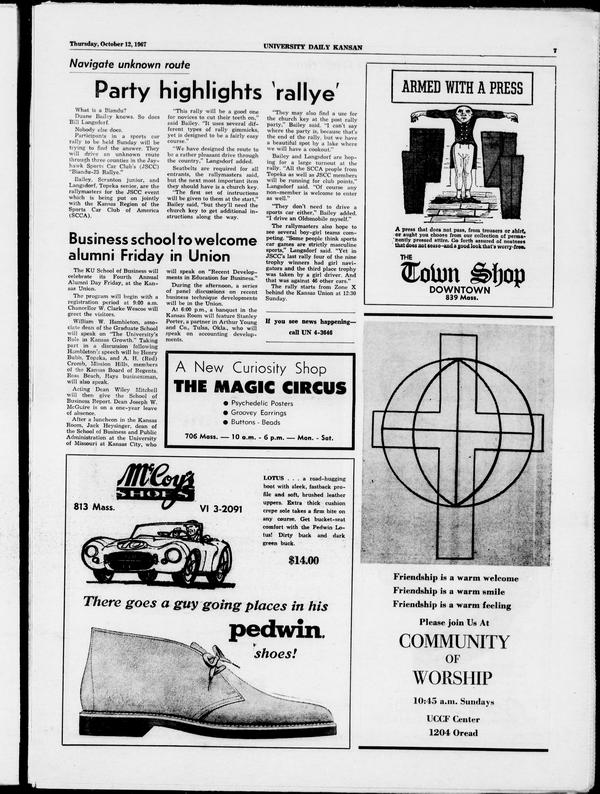 Thursday, October 12, 1967
UNIVERSITY DAILY KANSAN
7
Navigate unknown route
Party highlights 'rallye'
What is a Biandu?
Duane Bailey knows. So does
Bill Langsdorf.
Nobody else does.
Participants in a sports car
rally to be held Sunday will be
trying to find the answer. They
will drive an unknown route
through three counties in the Jay-
hawk Sports Car Club's (JSCC)
"Biandu-23 Rallye."
Bailey, Scranton junior, and
Langsdorf, Topeka senior, are the
rallymasters for the JSCC event
which is being put on jointly
with the Kansas Region of the
Sports Car Club of America
(SCCA).
"This rally will be a good one
for novices to cut their teeth on,"
said Bailey. "It uses several dif-
ferent types of rally gimmicks,
yet is designed to be a fairly easy
course."
"We have designed the route to
be a rather pleasant drive through
the country," Langsdorf added.
Seatbelts are required for all
entrants, the rallymasters said,
but the next most important item
they should have is a church key.
"The first set of instructions
will be given to them at the start,"
Bailey said, "but they'll need the
church key to get additional in-
structions along the way.
"They may also find a use for
the church key at the post rally
party," Bailey said. "I can't say
where the party is, because that's
the end of the rally, but we have
a beautiful spot by a lake where
we will have a cookout."
Bailey and Langdorf are hop-
ing for a large turnout at the
rally. "All the SCCA people from
Topeka as well as JSCC members
will be running for club points,"
Langsdorf said. "Of course any
non-member is welcome to enter
as well."
"They don't need to drive a
sports car either," Bailey added.
"I drive an Oldsmobile myself."
The rallymasters also hope to
see several boy-girl teams com-
peting. "Some people think sports
car games are strictly masculine
sports," Langsdorf said. "Yet in
JSCC's last rally four of the nine
trophy winners had girl navi-
gators and the third place trophy
was taken by a girl driver. And
that was against 46 other cars."
The rally starts from Zone X
behind the Kansas Union at 12:30
Sunday.
Business school to welcome
alumni Friday in Union
The KU School of Business will
celebrate its Fourth Annual
Alumni Day Friday, at the Kan-
sas Union.
The program will begin with a
registration period at 9:00 a.m.
Chancellor W. Clarke Wescoe will
greet the visitors.
William W. Hambleton, asso-
ciate dean of the Graduate School
will speak on "The University's
Role in Kansas Growth." Taking
part in a discussion following
Hambleton's speech will be Henry
Bubb, Topeka, and A. H. (Red)
Cromb, Mission Hills, members
of the Kansas Board of Regents.
Ross Beach, Hays businessman,
will also speak.
Acting Dean Wiley Mitchell
will then give the School of
Business Report. Dean Joseph W.
McGuire is on a one-year leave
of absence.
After a luncheon in the Kansas
Room, Jack Heysinger, dean of
the School of Business and Public
Administration at the University
of Missouri at Kansas City, who
will speak on "Recent Develop-
ments in Education for Business."
During the afternoon, a series
of panel discussions on recent
business technique developments
will be in the Union.
At 6:00 p.m., a banquet in the
Kansas Room will feature Stanley
Porter, a partner in Arthur Young
and Co., Tulsa, Okla., who will
speak on accounting develop-
ments.
If you see news happening—
call UN 4-3646
A New Curiosity Shop
THE MAGIC CIRCUS
• Psychedelic Posters
• Groovey Earrings
• Buttons - Beads
706 Mass. — 10 a.m. - 6 p.m. — Mon. - Sat.
McCoy's
SHOES
813 Mass.
VI 3-2091
10
LOTUS . . . a road-hugging
boot with sleek, fastback pro-
file and soft, brushed leather
uppers. Extra thick cushion
crepe sole takes a firm bite on
any course. Get bucket-seat
comfort with the Pedwin Lo-
tus! Dirty buck and dark
green buck.
$14.00
There goes a guy going places in his
pedwin.
shoes!
ARMED WITH A PRESS
A press that does not pass, from trousers or shirt,
or aught you choose from our collection of perma-
nently pressed attire. Go forth assured of neatness
that does not cease—and a good look that's worry-free.
THE
Town Shop
DOWNTOWN
839 Mass.
Friendship is a warm welcome
Friendship is a warm smile
Friendship is a warm feeling
Please join Us At
COMMUNITY
OF
WORSHIP
10:45 a.m. Sundays
UCCF Center
1204 Oread